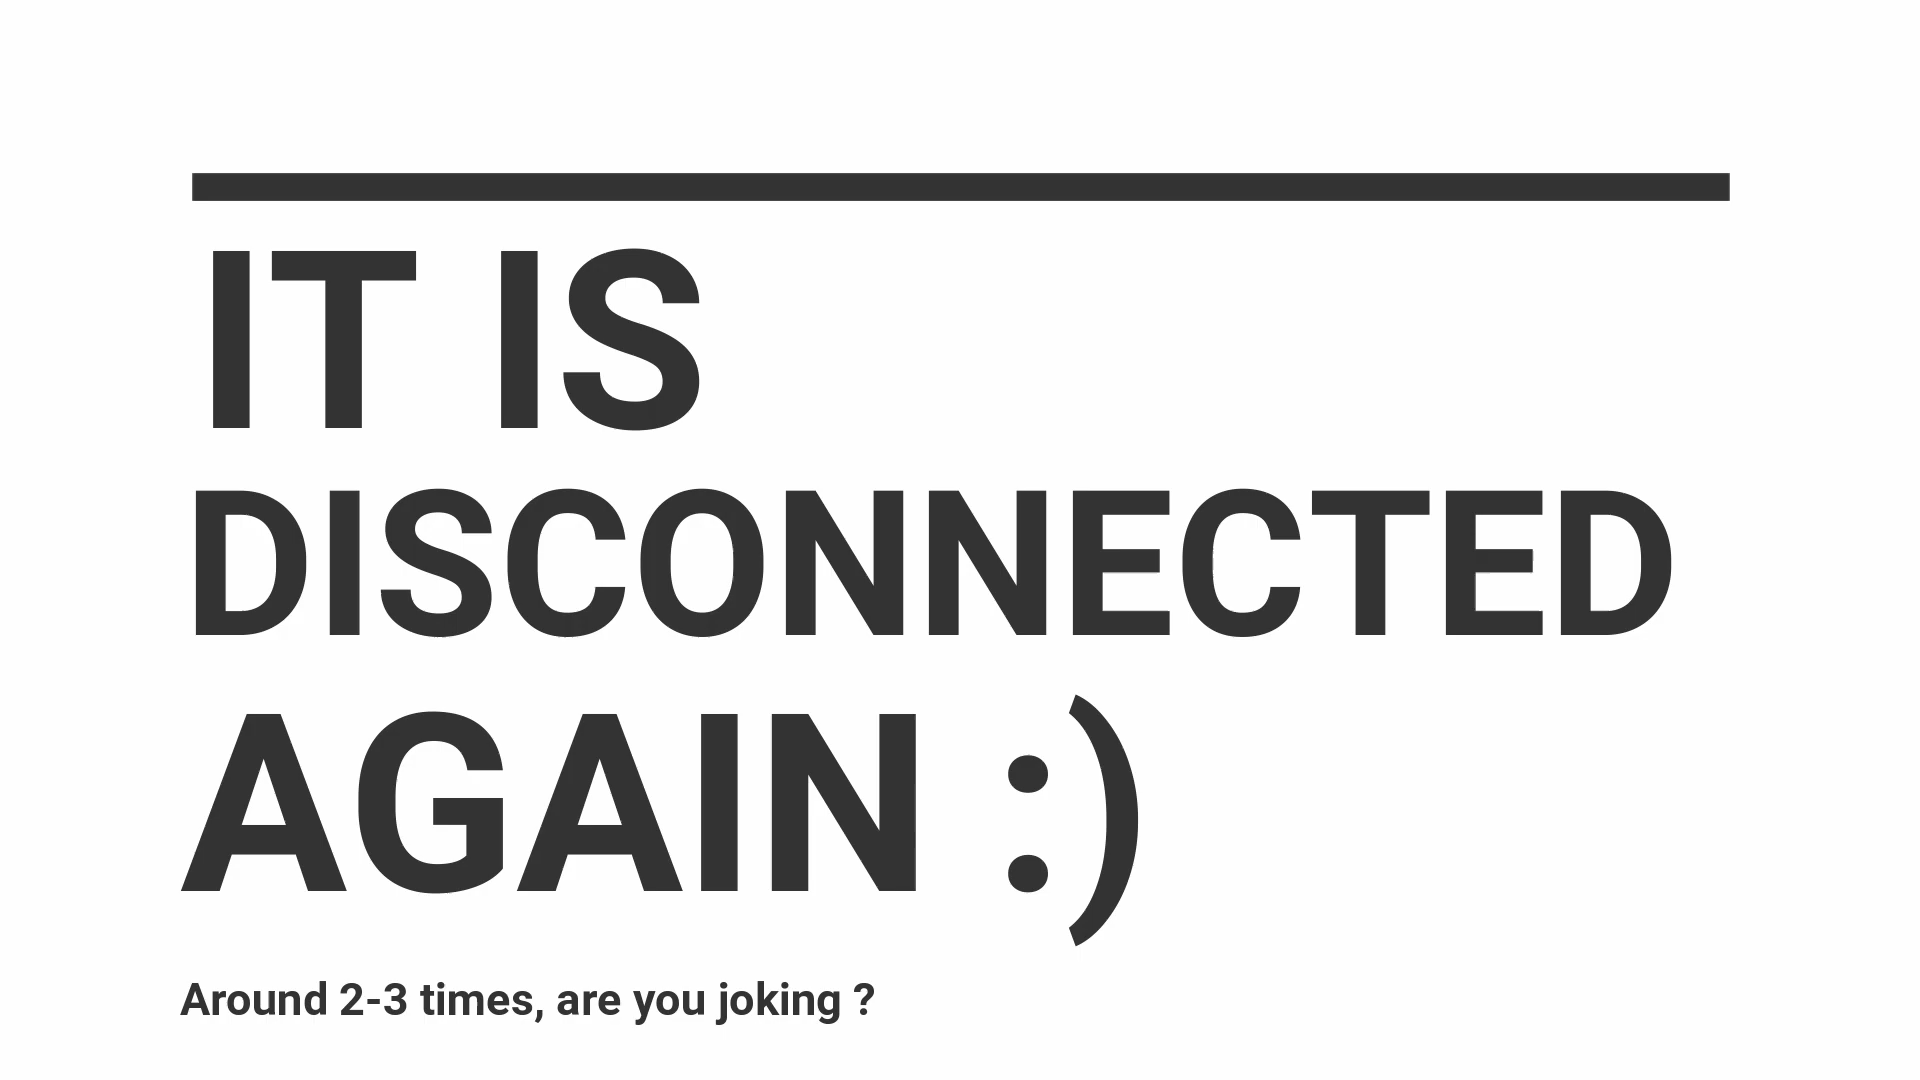 IT IS
DISCONNECTED
AGAIN :)
Around 2-3 times, are you joking ?